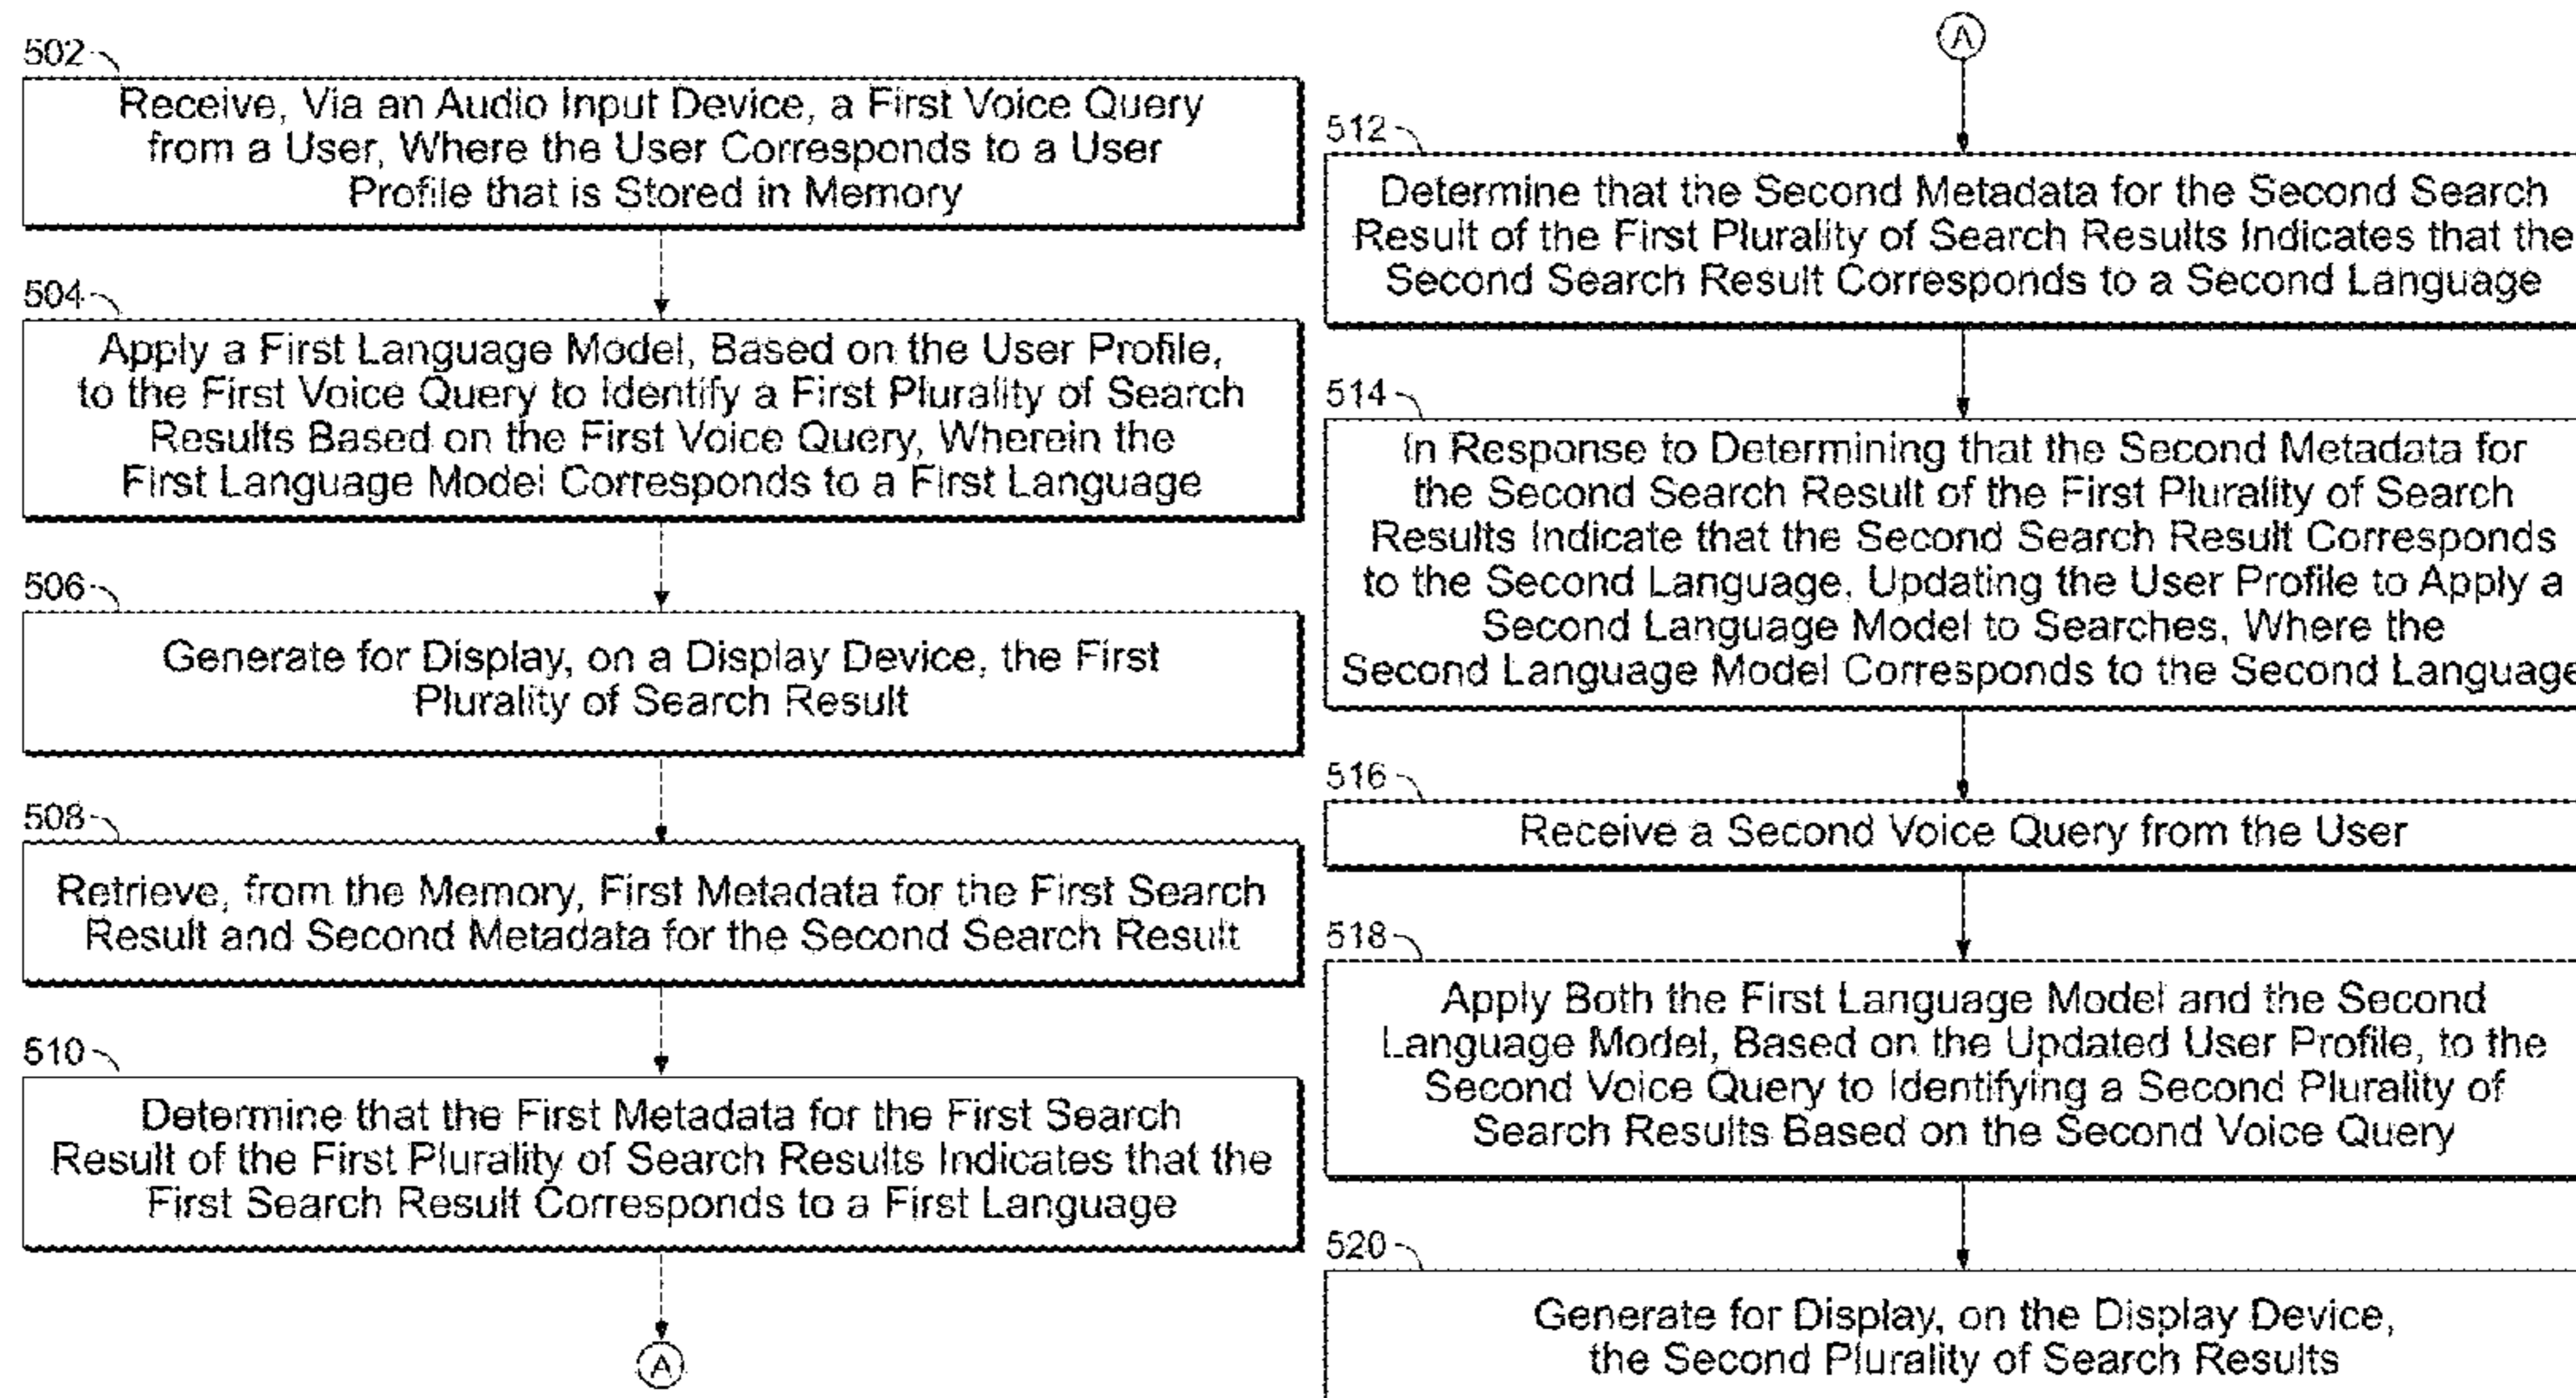 502
Receive, Via an Audio Input Device, a First Voice Query
from a User, Where the User Corresponds to a User
Profile that is Stored in Memory
504
Apply a First Language Model, Based on the User Profile,
to the First Voice Query to Identify a First Plurality of Search
Results Based on the First Voice Query, Wherein the
First Language Model Corresponds to a First Language
506
Generate for Display, on a Display Device, the First
Plurality of Search Result
508
Retrieve, from the Memory, First Metadata for the First Search
Result and Second Metadata for the Second Search Result
510
Determine that the First Metadata for the First Search
Result of the First Plurality of Search Results Indicates that the
First Search Result Corresponds to a First Language
A
A
512
Determine that the Second Metadata for the Second Search
Result of the First Plurality of Search Results Indicates that the
Second Search Result Corresponds to a Second Language
514
In Response to Determining that the Second Metadata for
the Second Search Result of the First Plurality of Search
Results Indicate that the Second Search Result Corresponds
to the Second Language, Updating the User Profile to Apply a
Second Language Model to Searches, Where the
Second Language Model Corresponds to the Second Language
516
Receive a Second Voice Query from the User
518
Apply Both the First Language Model and the Second
Language Model, Based on the Updated User Profile, to the
Second Voice Query to Identifying a Second Plurality of
Search Results Based on the Second Voice Query
520
Generate for Display, on the Display Device,
the Second Plurality of Search Results